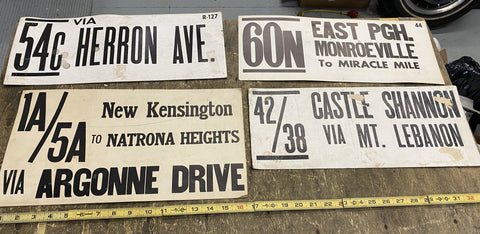 VIA R-127
54C HERRON AVE.
44
60N EAST PGH.
MONROEVILLE
TO MIRACLE MILE
1A/5A New Kensington
TO NATRONA HEIGHTS
VIA ARGONNE DRIVE
42/38 CASTLE SHANNON
VIA MT. LEBANON